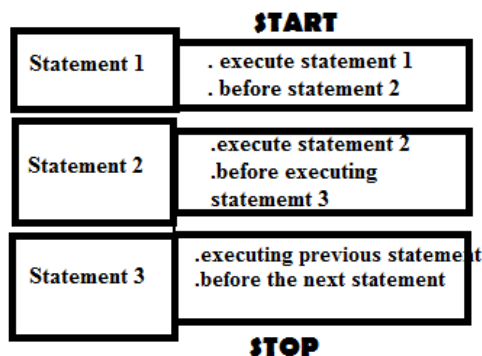 START
Statement 1
. execute statement 1
. before statement 2
Statement 2
.execute statement 2
.before executing
statememt 3
Statement 3
.executing previous statement
.before the next statement
STOP